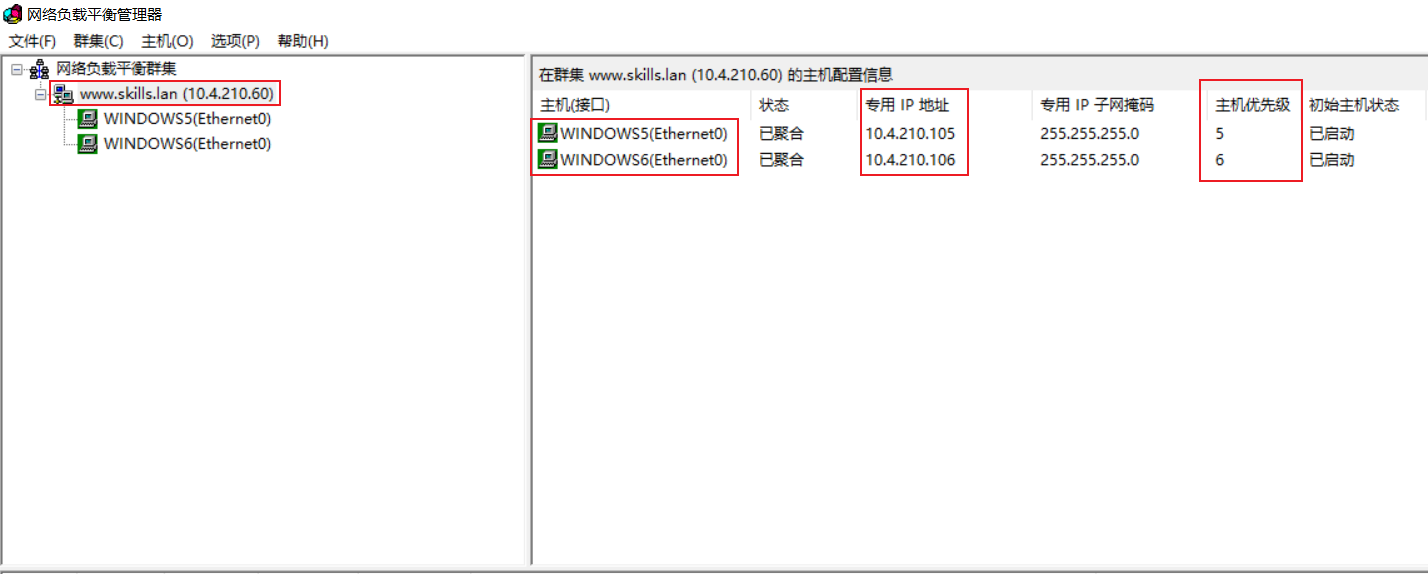 网络负载平衡管理器
文件(F) 群集(C) 主机(O) 选项(P) 帮助(H)
网络负载平衡群集
www.skills.lan (10.4.210.60)
WINDOWS5(Ethernet0)
WINDOWS6(Ethernet0)
在群集 www.skills.lan (10.4.210.60) 的主机配置信息
主机(接口) 状态 专用 IP 地址 专用 IP 子网掩码 主机优先级 初始主机状态
WINDOWS5(Ethernet0) 已聚合 10.4.210.105 255.255.255.0 5 已启动
WINDOWS6(Ethernet0) 已聚合 10.4.210.106 255.255.255.0 6 已启动